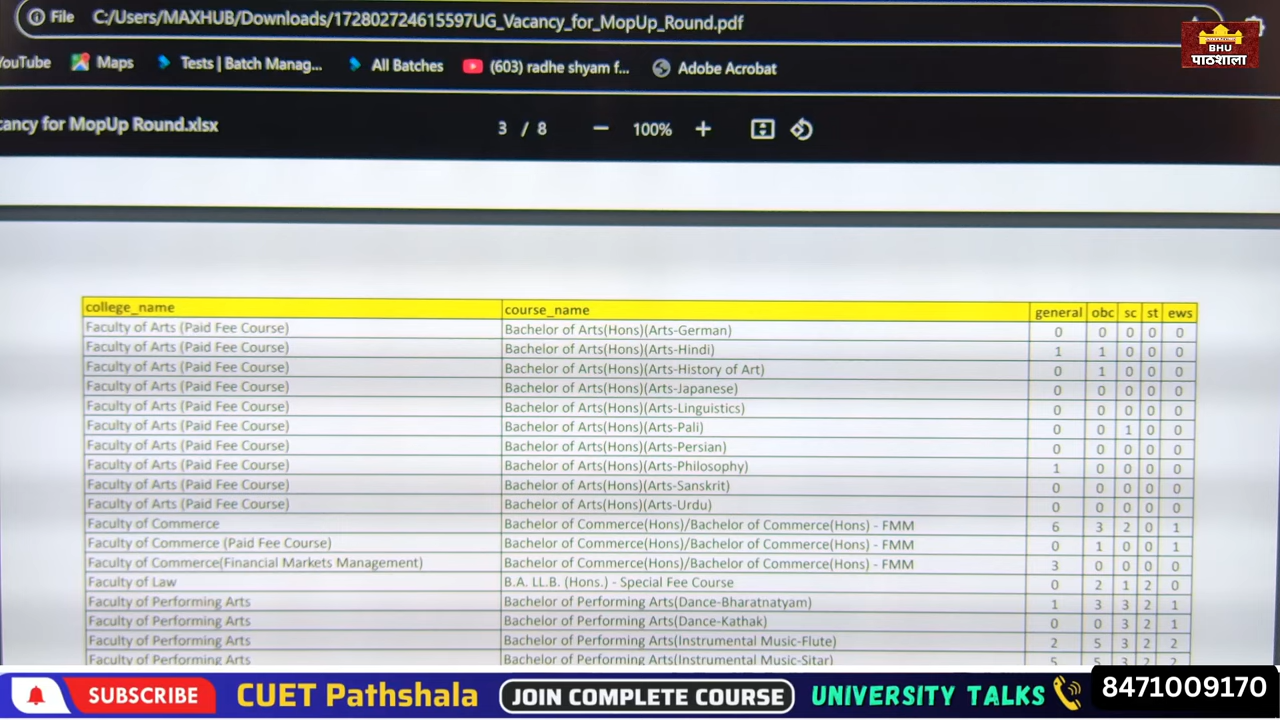 File C:/Users/MAXHUB/Downloads/172802724615597UG_Vacancy_for_MopUp_Round.pdf
BHU
पाठशाला
YouTube Maps Tests | Batch Manag... All Batches (603) radhe shyam f... Adobe Acrobat
ancy for MopUp Round.xlsx 3 / 8 100%
college_name course_name general obc sc st ews
Faculty of Arts (Paid Fee Course) Bachelor of Arts(Hons)(Arts-German) 0 0 0 0 0
Faculty of Arts (Paid Fee Course) Bachelor of Arts(Hons)(Arts-Hindi) 1 1 0 0 0
Faculty of Arts (Paid Fee Course) Bachelor of Arts(Hons)(Arts-History of Art) 0 1 0 0 0
Faculty of Arts (Paid Fee Course) Bachelor of Arts(Hons)(Arts-Japanese) 0 0 0 0 0
Faculty of Arts (Paid Fee Course) Bachelor of Arts(Hons)(Arts-Linguistics) 0 0 0 0 0
Faculty of Arts (Paid Fee Course) Bachelor of Arts(Hons)(Arts-Pali) 0 0 1 0 0
Faculty of Arts (Paid Fee Course) Bachelor of Arts(Hons)(Arts-Persian) 0 0 0 0 0
Faculty of Arts (Paid Fee Course) Bachelor of Arts(Hons)(Arts-Philosophy) 1 0 0 0 0
Faculty of Arts (Paid Fee Course) Bachelor of Arts(Hons)(Arts-Sanskrit) 0 0 0 0 0
Faculty of Arts (Paid Fee Course) Bachelor of Arts(Hons)(Arts-Urdu) 0 0 0 0 0
Faculty of Commerce Bachelor of Commerce(Hons)/Bachelor of Commerce(Hons) - FMM 6 3 2 0 1
Faculty of Commerce (Paid Fee Course) Bachelor of Commerce(Hons)/Bachelor of Commerce(Hons) - FMM 0 1 0 0 1
Faculty of Commerce(Financial Markets Management) Bachelor of Commerce(Hons)/Bachelor of Commerce(Hons) - FMM 3 0 0 0 0
Faculty of Law B.A. LL.B. (Hons.) - Special Fee Course 0 2 1 2 0
Faculty of Performing Arts Bachelor of Performing Arts(Dance-Bharatnatyam) 1 3 3 2 1
Faculty of Performing Arts Bachelor of Performing Arts(Dance-Kathak) 0 0 3 2 1
Faculty of Performing Arts Bachelor of Performing Arts(Instrumental Music-Flute) 2 5 3 2 2
Faculty of Performing Arts Bachelor of Performing Arts(Instrumental Music-Sitar) 5 5 3 2 2
SUBSCRIBE CUET Pathshala JOIN COMPLETE COURSE UNIVERSITY TALKS 8471009170